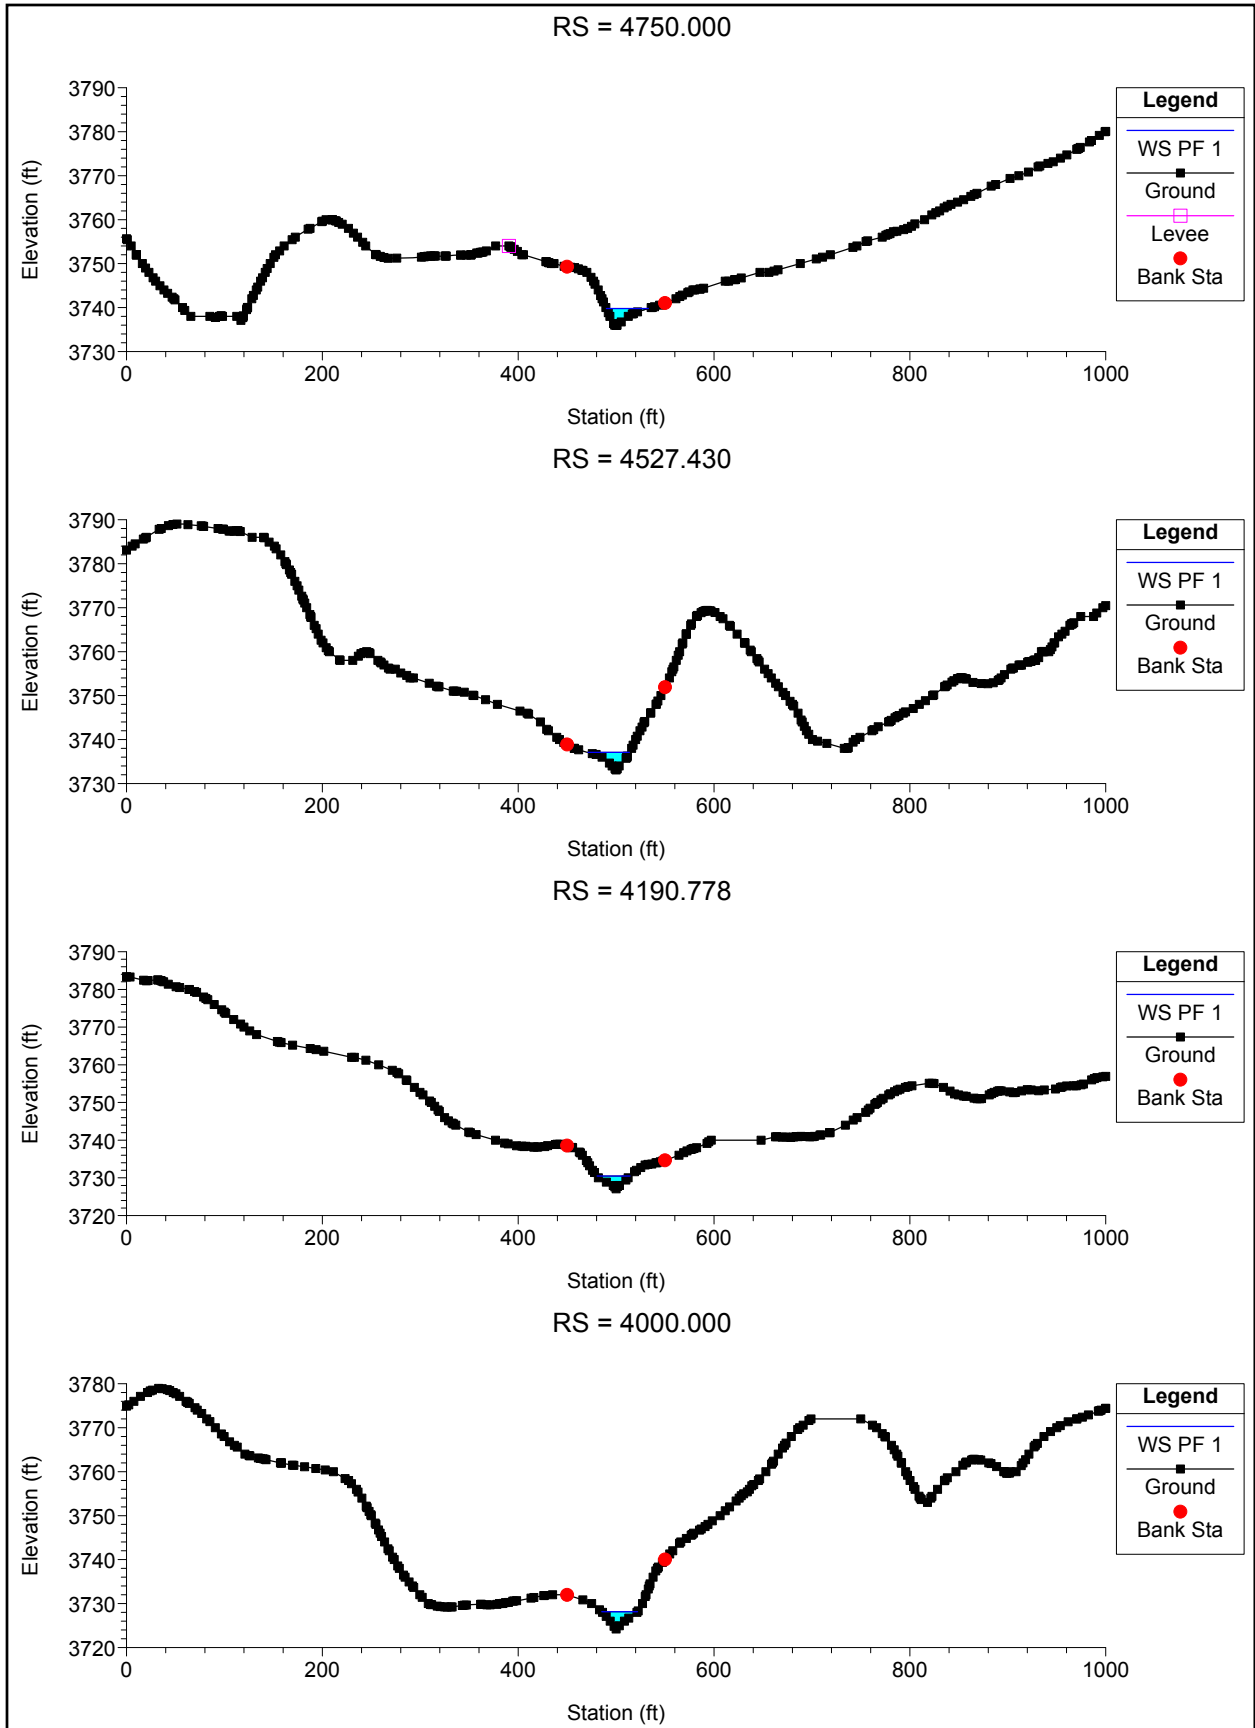 RS = 4750.000
3790
3780
3770
3760
3750
3740
3730
Elevation (ft)
0 200 400 600 800 1000
Station (ft)
Legend
WS PF 1
Ground
Levee
Bank Sta
RS = 4527.430
3790
3780
3770
3760
3750
3740
3730
Elevation (ft)
0 200 400 600 800 1000
Station (ft)
Legend
WS PF 1
Ground
Bank Sta
RS = 4190.778
3790
3780
3770
3760
3750
3740
3730
3720
Elevation (ft)
0 200 400 600 800 1000
Station (ft)
Legend
WS PF 1
Ground
Bank Sta
RS = 4000.000
3780
3770
3760
3750
3740
3730
3720
Elevation (ft)
0 200 400 600 800 1000
Station (ft)
Legend
WS PF 1
Ground
Bank Sta